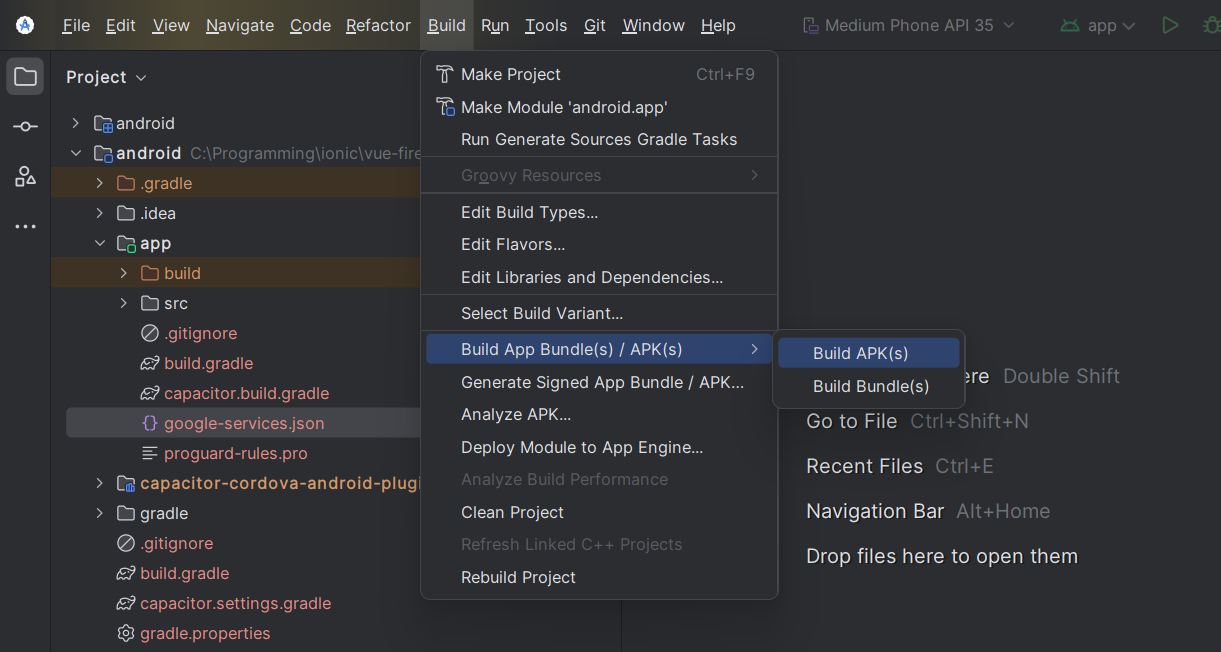 File Edit View Navigate Code Refactor Build Run Tools Git Window Help Medium Phone API 35 app
Project
android
android C:\Programming\ionic\vue-fire
.gradle
.idea
app
build
src
.gitignore
build.gradle
capacitor.build.gradle
google-services.json
proguard-rules.pro
capacitor-cordova-android-plugi
gradle
.gitignore
build.gradle
capacitor.settings.gradle
gradle.properties
Make Project Ctrl+F9
Make Module 'android.app'
Run Generate Sources Gradle Tasks
Groovy Resources
Edit Build Types...
Edit Flavors...
Edit Libraries and Dependencies...
Select Build Variant...
Build App Bundle(s) / APK(s)
Generate Signed App Bundle / APK...
Analyze APK...
Deploy Module to App Engine...
Analyze Build Performance
Clean Project
Refresh Linked C++ Projects
Rebuild Project
Build APK(s)
Build Bundle(s)
ere Double Shift
Go to File Ctrl+Shift+N
Recent Files Ctrl+E
Navigation Bar Alt+Home
Drop files here to open them